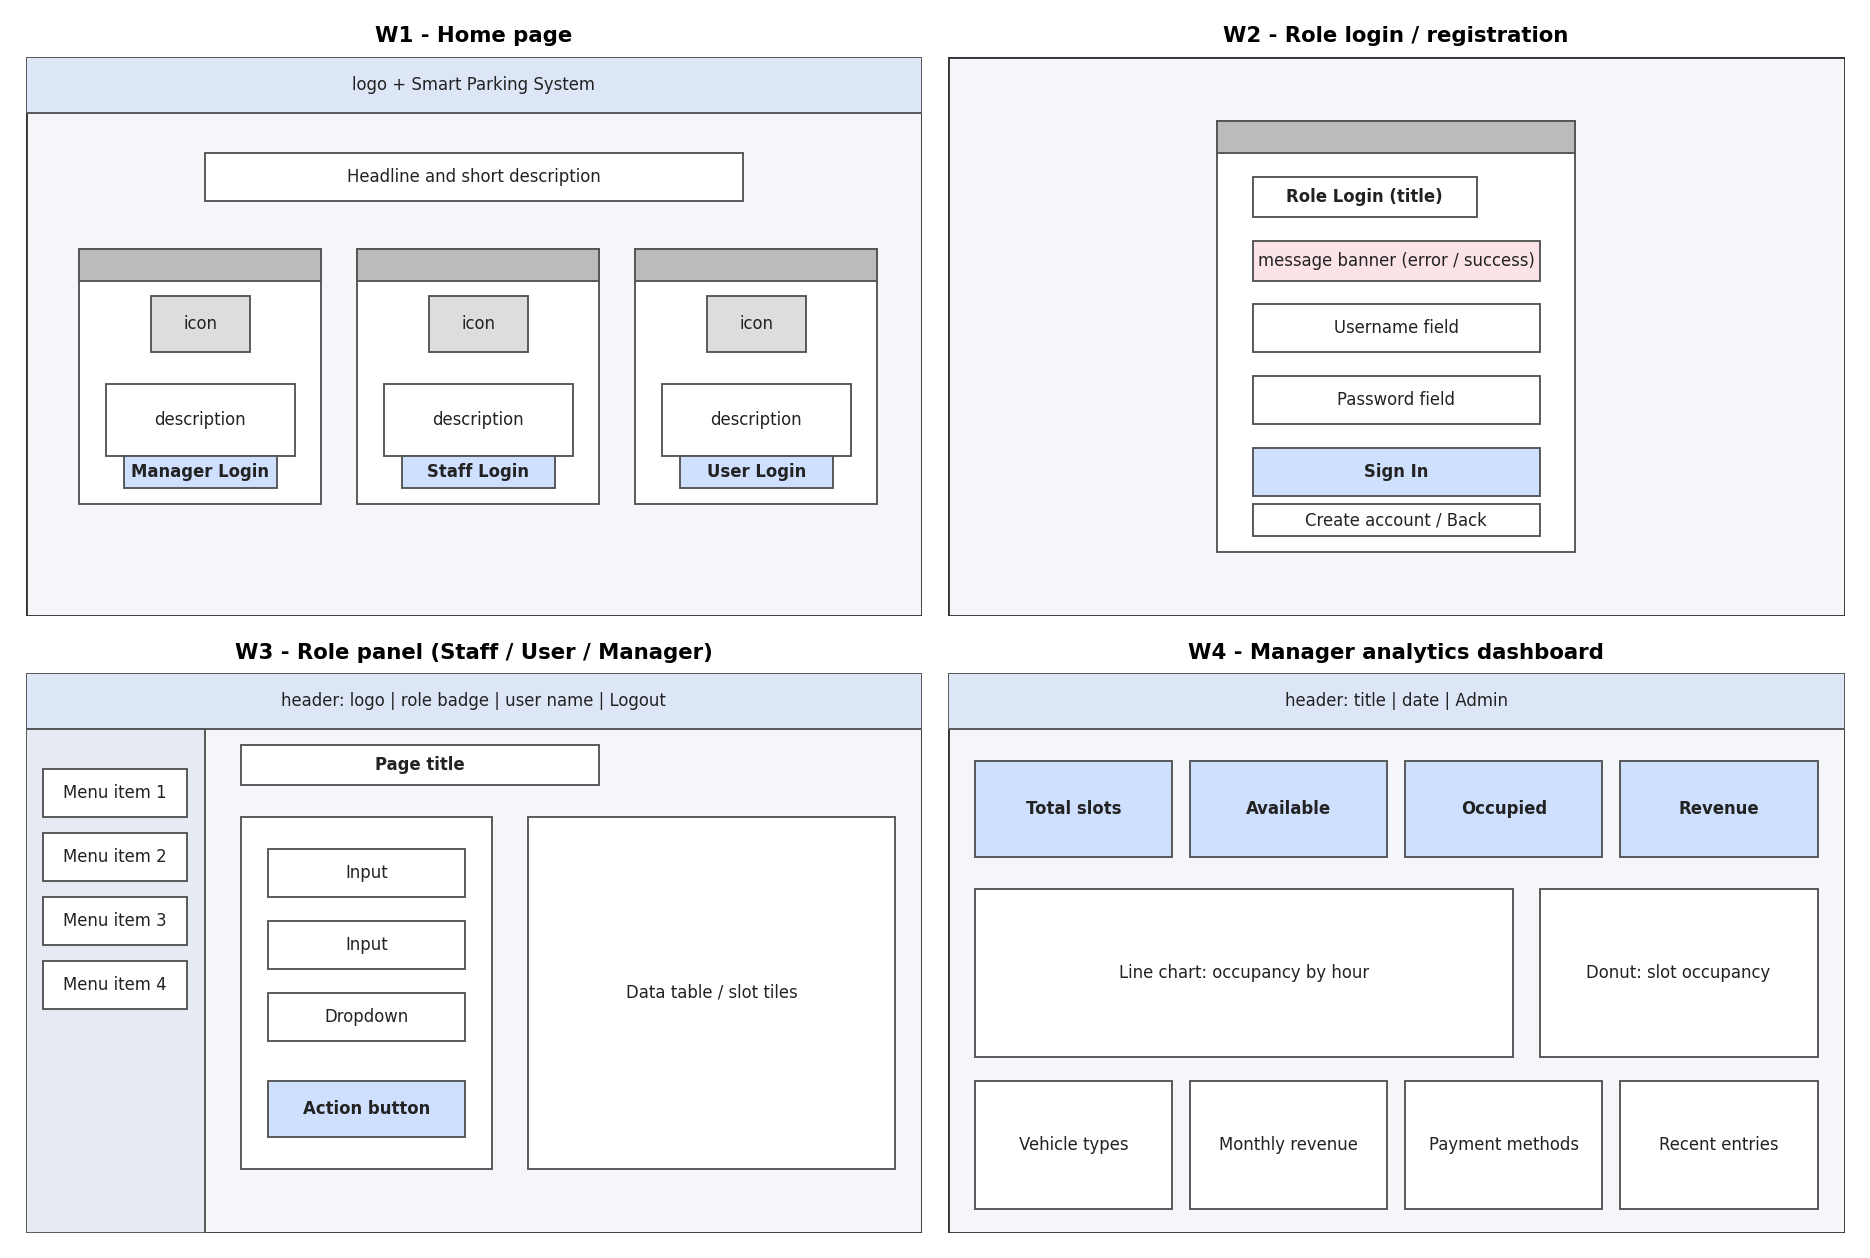 W1 - Home page
logo + Smart Parking System
Headline and short description
icon
description
Manager Login
icon
description
Staff Login
icon
description
User Login
W2 - Role login / registration
Role Login (title)
message banner (error / success)
Username field
Password field
Sign In
Create account / Back
W3 - Role panel (Staff / User / Manager)
header: logo | role badge | user name | Logout
Menu item 1
Menu item 2
Menu item 3
Menu item 4
Page title
Input
Input
Dropdown
Action button
Data table / slot tiles
W4 - Manager analytics dashboard
header: title | date | Admin
Total slots
Available
Occupied
Revenue
Line chart: occupancy by hour
Donut: slot occupancy
Vehicle types
Monthly revenue
Payment methods
Recent entries